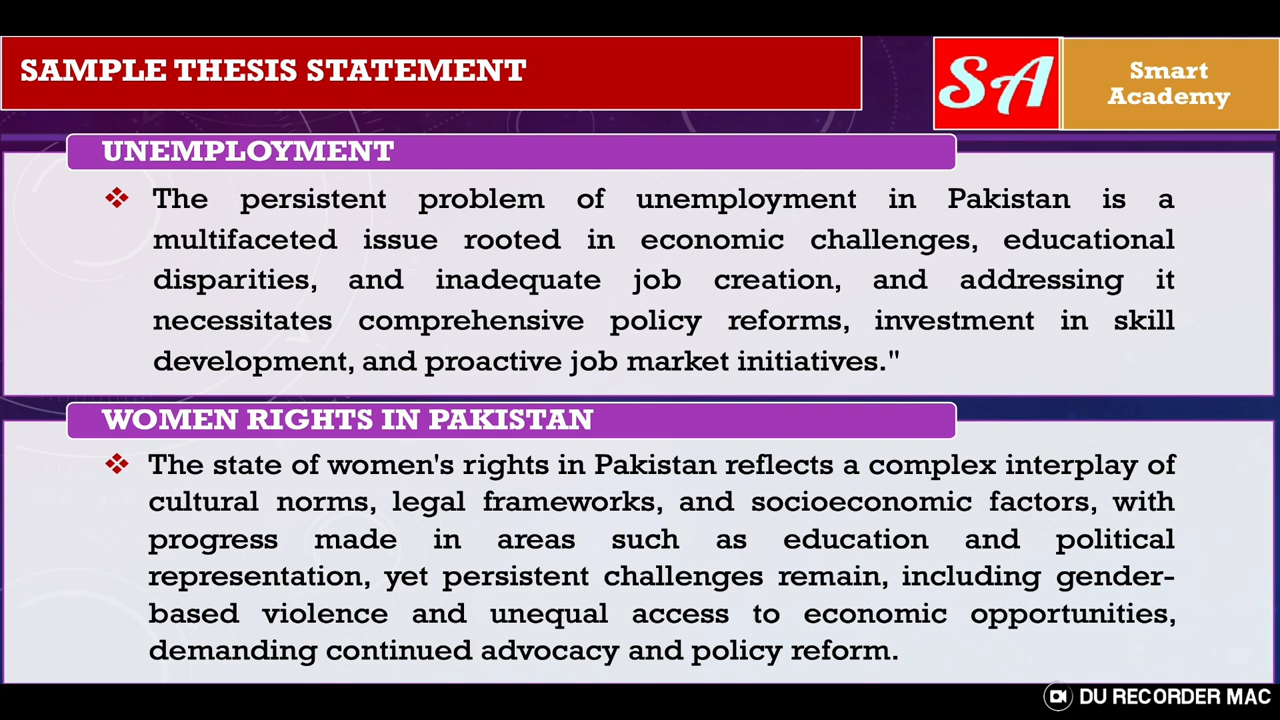 SAMPLE THESIS STATEMENT
SA
Smart
Academy
UNEMPLOYMENT
❖ The persistent problem of unemployment in Pakistan is a
multifaceted issue rooted in economic challenges, educational
disparities, and inadequate job creation, and addressing it
necessitates comprehensive policy reforms, investment in skill
development, and proactive job market initiatives."
WOMEN RIGHTS IN PAKISTAN
❖ The state of women's rights in Pakistan reflects a complex interplay of
cultural norms, legal frameworks, and socioeconomic factors, with
progress made in areas such as education and political
representation, yet persistent challenges remain, including gender-
based violence and unequal access to economic opportunities,
demanding continued advocacy and policy reform.
DU RECORDER MAC